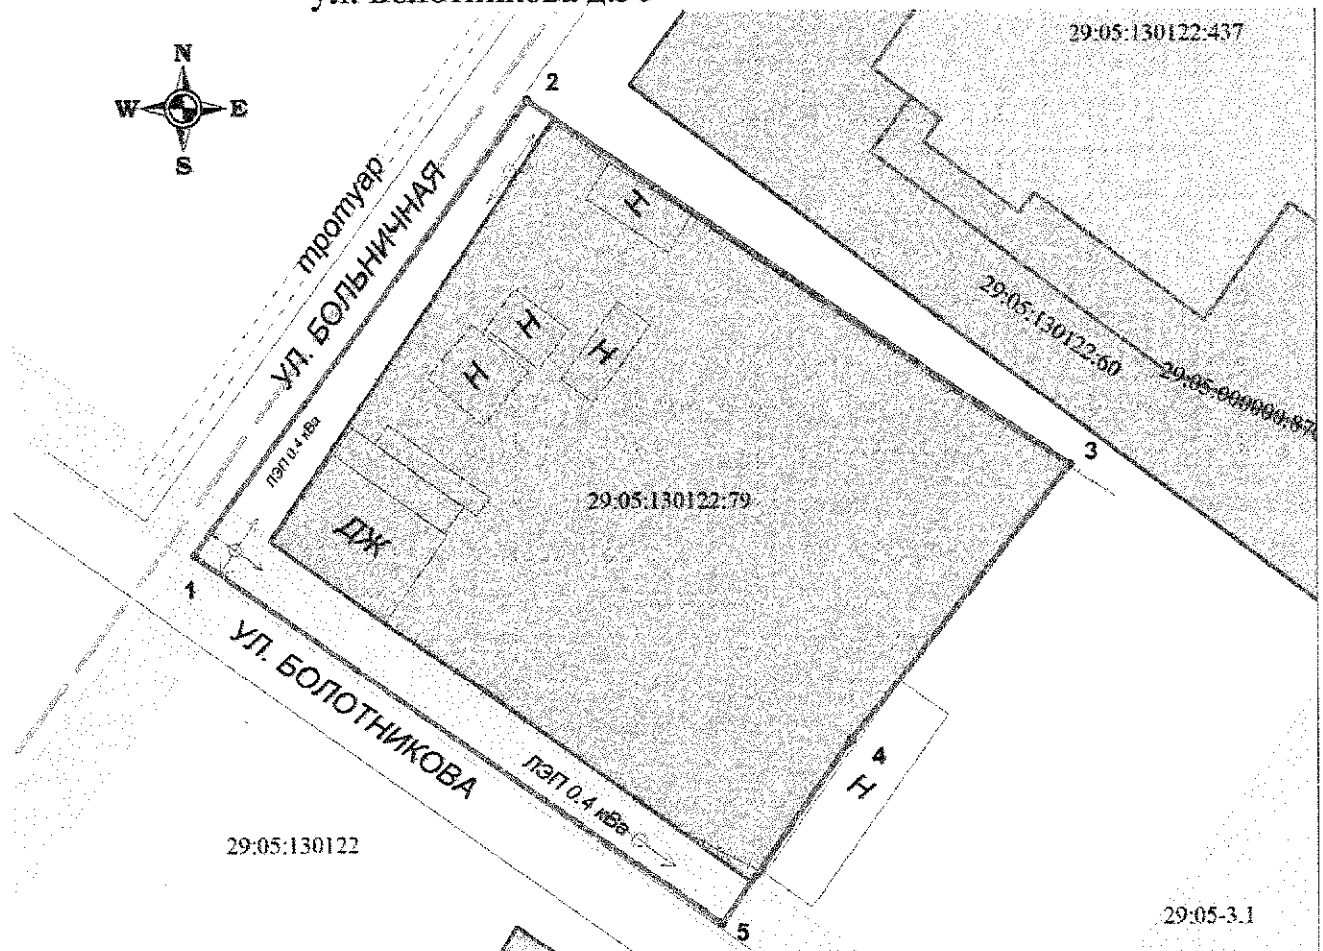 29:05:130122:437
N
W E
S
2
тротуар
УЛ. БОЛЬНИЧНАЯ
Н
29:05:130122:60
Н
Н
Н
3
ЛЭП 0.4 кВа
29:05:130122:79
ДЖ
1
УЛ. БОЛОТНИКОВА
ЛЭП 0.4 кВа
4
Н
29:05:130122
29:05-3.1
5